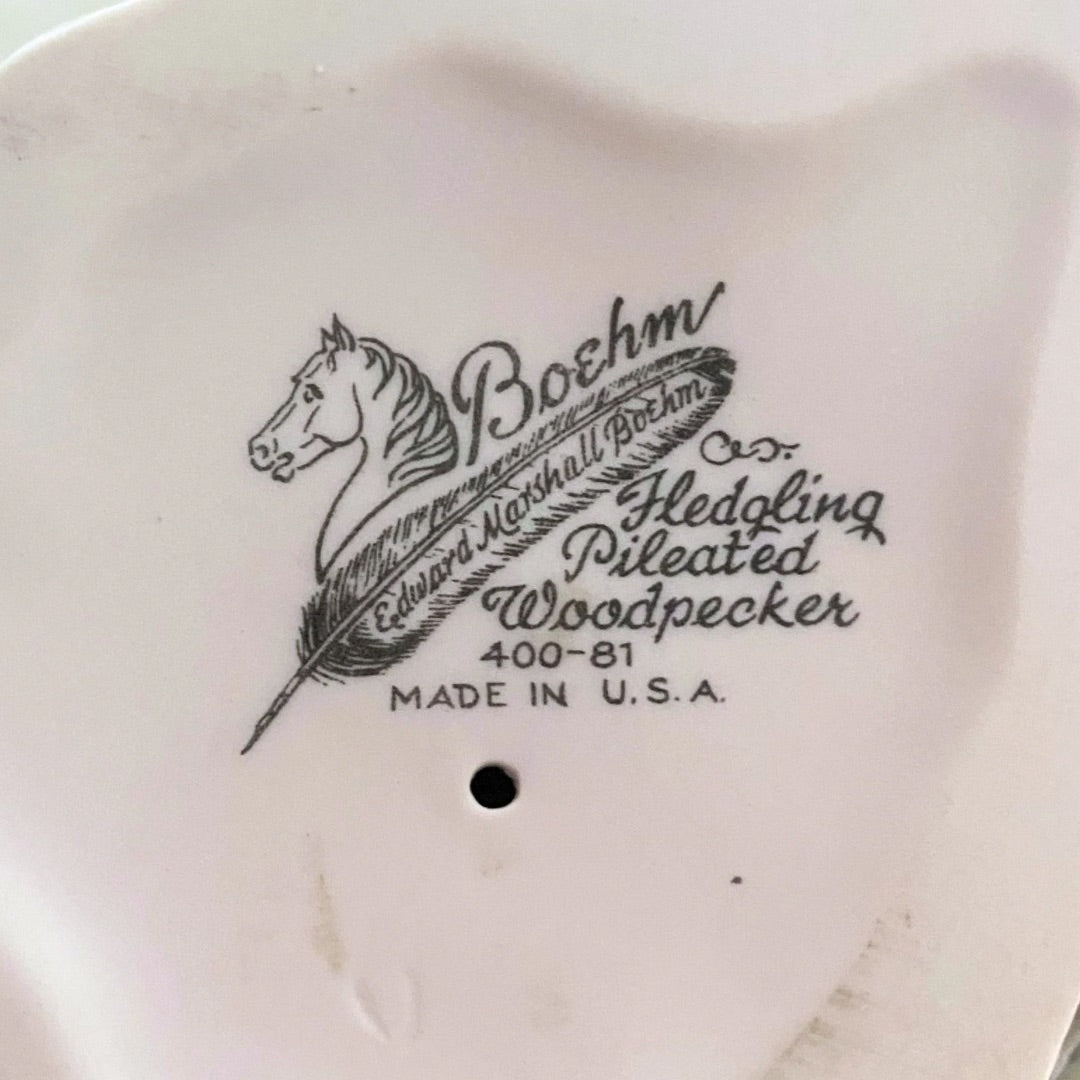 Boehm
Edward Marshall Boehm
Fledgling
Pileated
Woodpecker
400-81
MADE IN U.S.A.